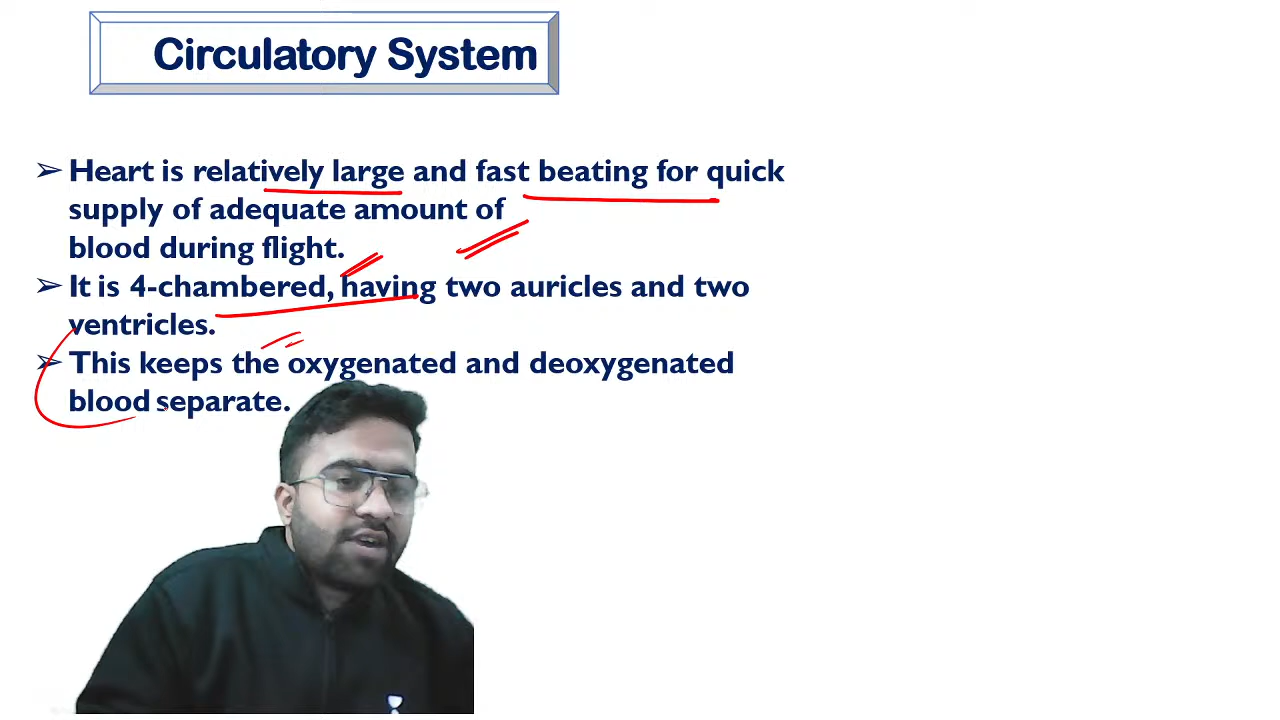 Circulatory System
➢ Heart is relatively large and fast beating for quick
supply of adequate amount of
blood during flight.
➢ It is 4-chambered, having two auricles and two
ventricles.
➢ This keeps the oxygenated and deoxygenated
blood separate.